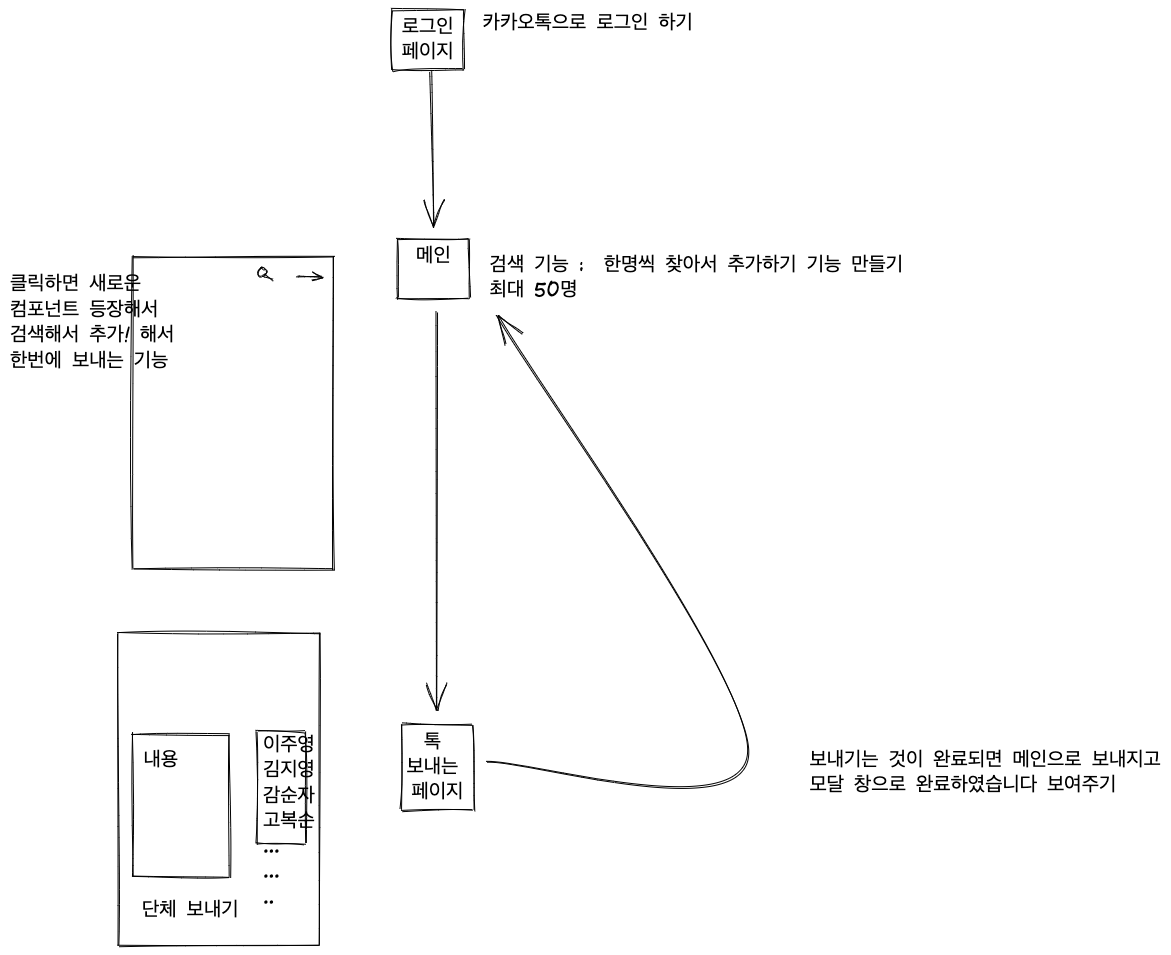 로그인
페이지
카카오톡으로 로그인 하기
메인
검색 기능 : 한명씩 찾아서 추가하기 기능 만들기
최대 50명
클릭하면 새로운
컴포넌트 등장해서
검색해서 추가! 해서
한번에 보내는 기능
톡
보내는
페이지
내용
이주영
김지영
감순자
고복순
...
...
..
단체 보내기
보내기는 것이 완료되면 메인으로 보내지고
모달 창으로 완료하였습니다 보여주기